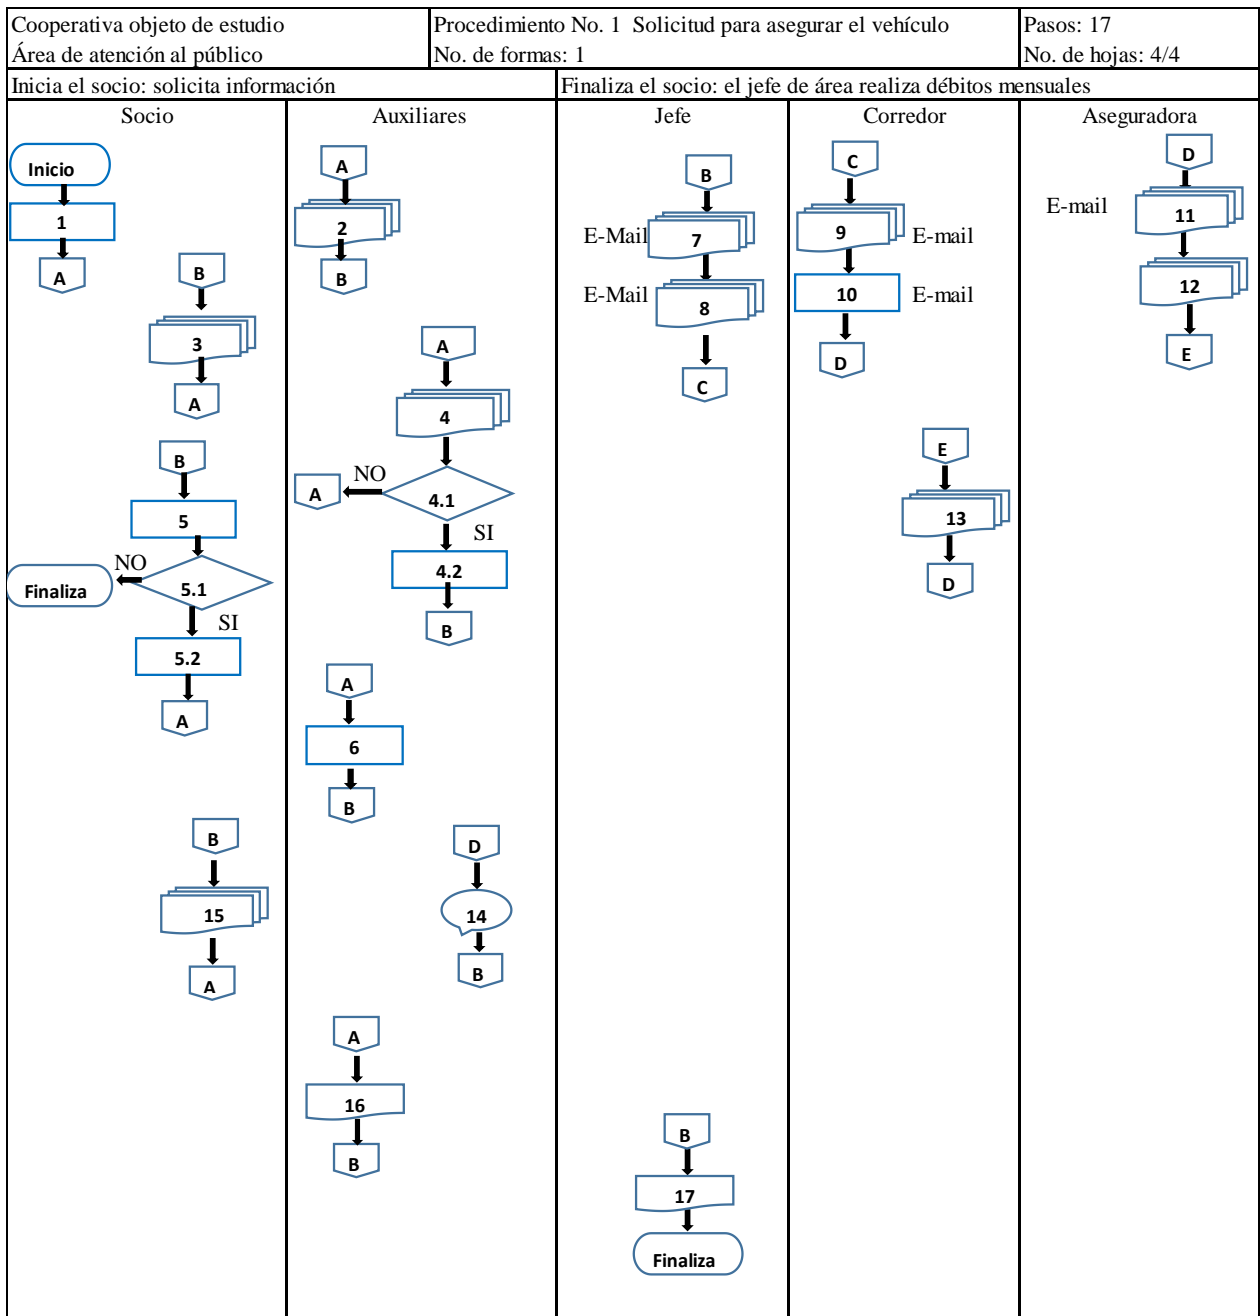 Cooperativa objeto de estudio
Área de atención al público
Procedimiento No. 1 Solicitud para asegurar el vehículo
No. de formas: 1
Pasos: 17
No. de hojas: 4/4
Inicia el socio: solicita información
Finaliza el socio: el jefe de área realiza débitos mensuales
Socio
Inicio
1
A
B
3
A
B
5
NO
Finaliza
5.1
SI
5.2
A
B
15
A
Auxiliares
A
2
B
A
4
NO
A
4.1
SI
4.2
B
A
6
B
D
14
B
A
16
B
Jefe
B
E-Mail
7
E-Mail
8
C
B
17
Finaliza
Corredor
C
9
E-mail
10
E-mail
D
E
13
D
Aseguradora
D
E-mail
11
12
E